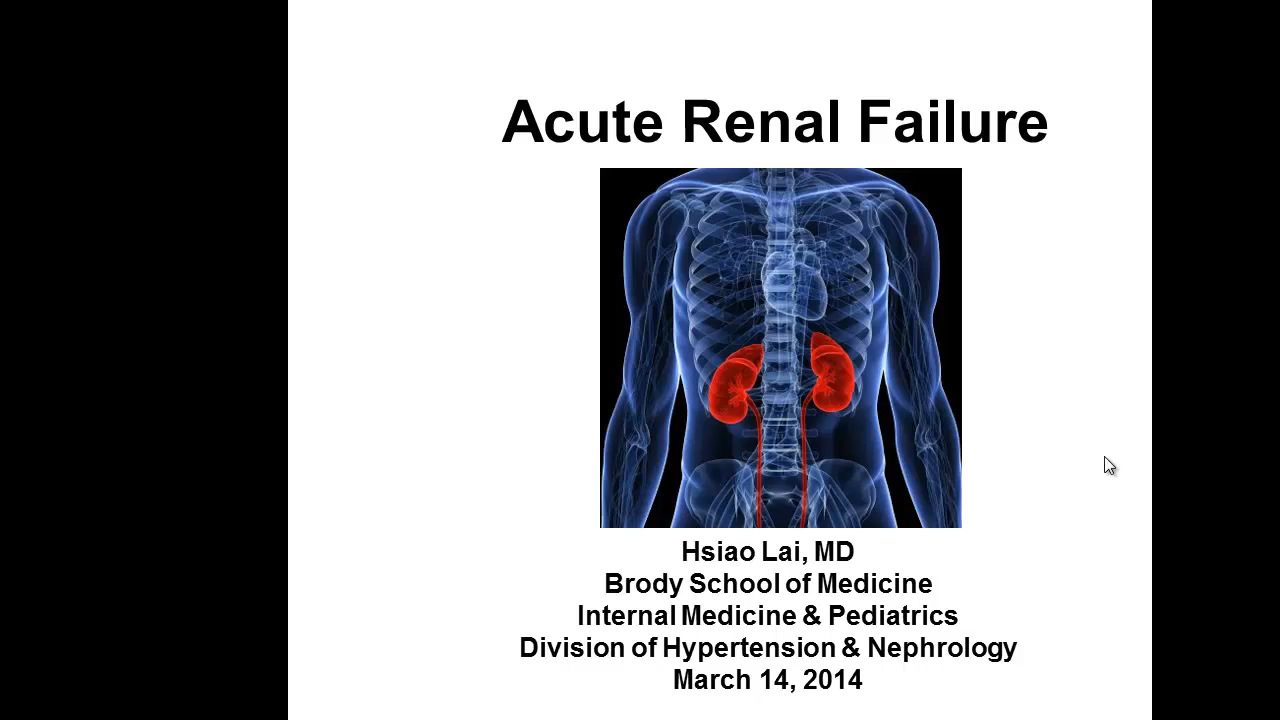 Acute Renal Failure
Hsiao Lai, MD
Brody School of Medicine
Internal Medicine & Pediatrics
Division of Hypertension & Nephrology
March 14, 2014